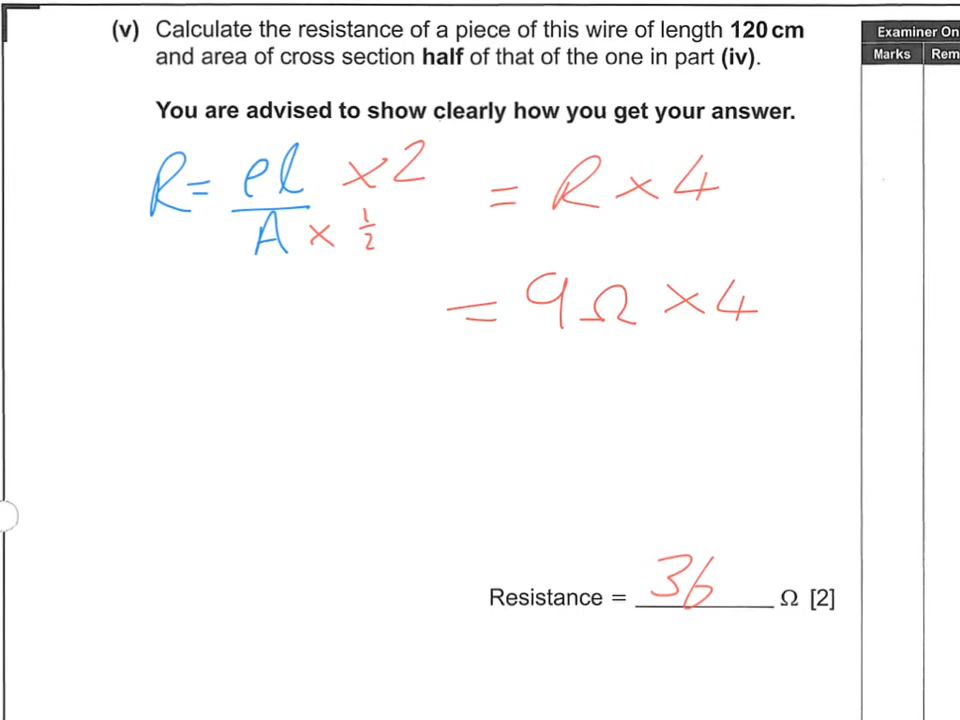 Examiner On
Marks Rem
(v) Calculate the resistance of a piece of this wire of length 120 cm
and area of cross section half of that of the one in part (iv).
You are advised to show clearly how you get your answer.
R = ρl × 2 / A × 1/2 = R × 4
= 9Ω × 4
Resistance = 36 Ω [2]